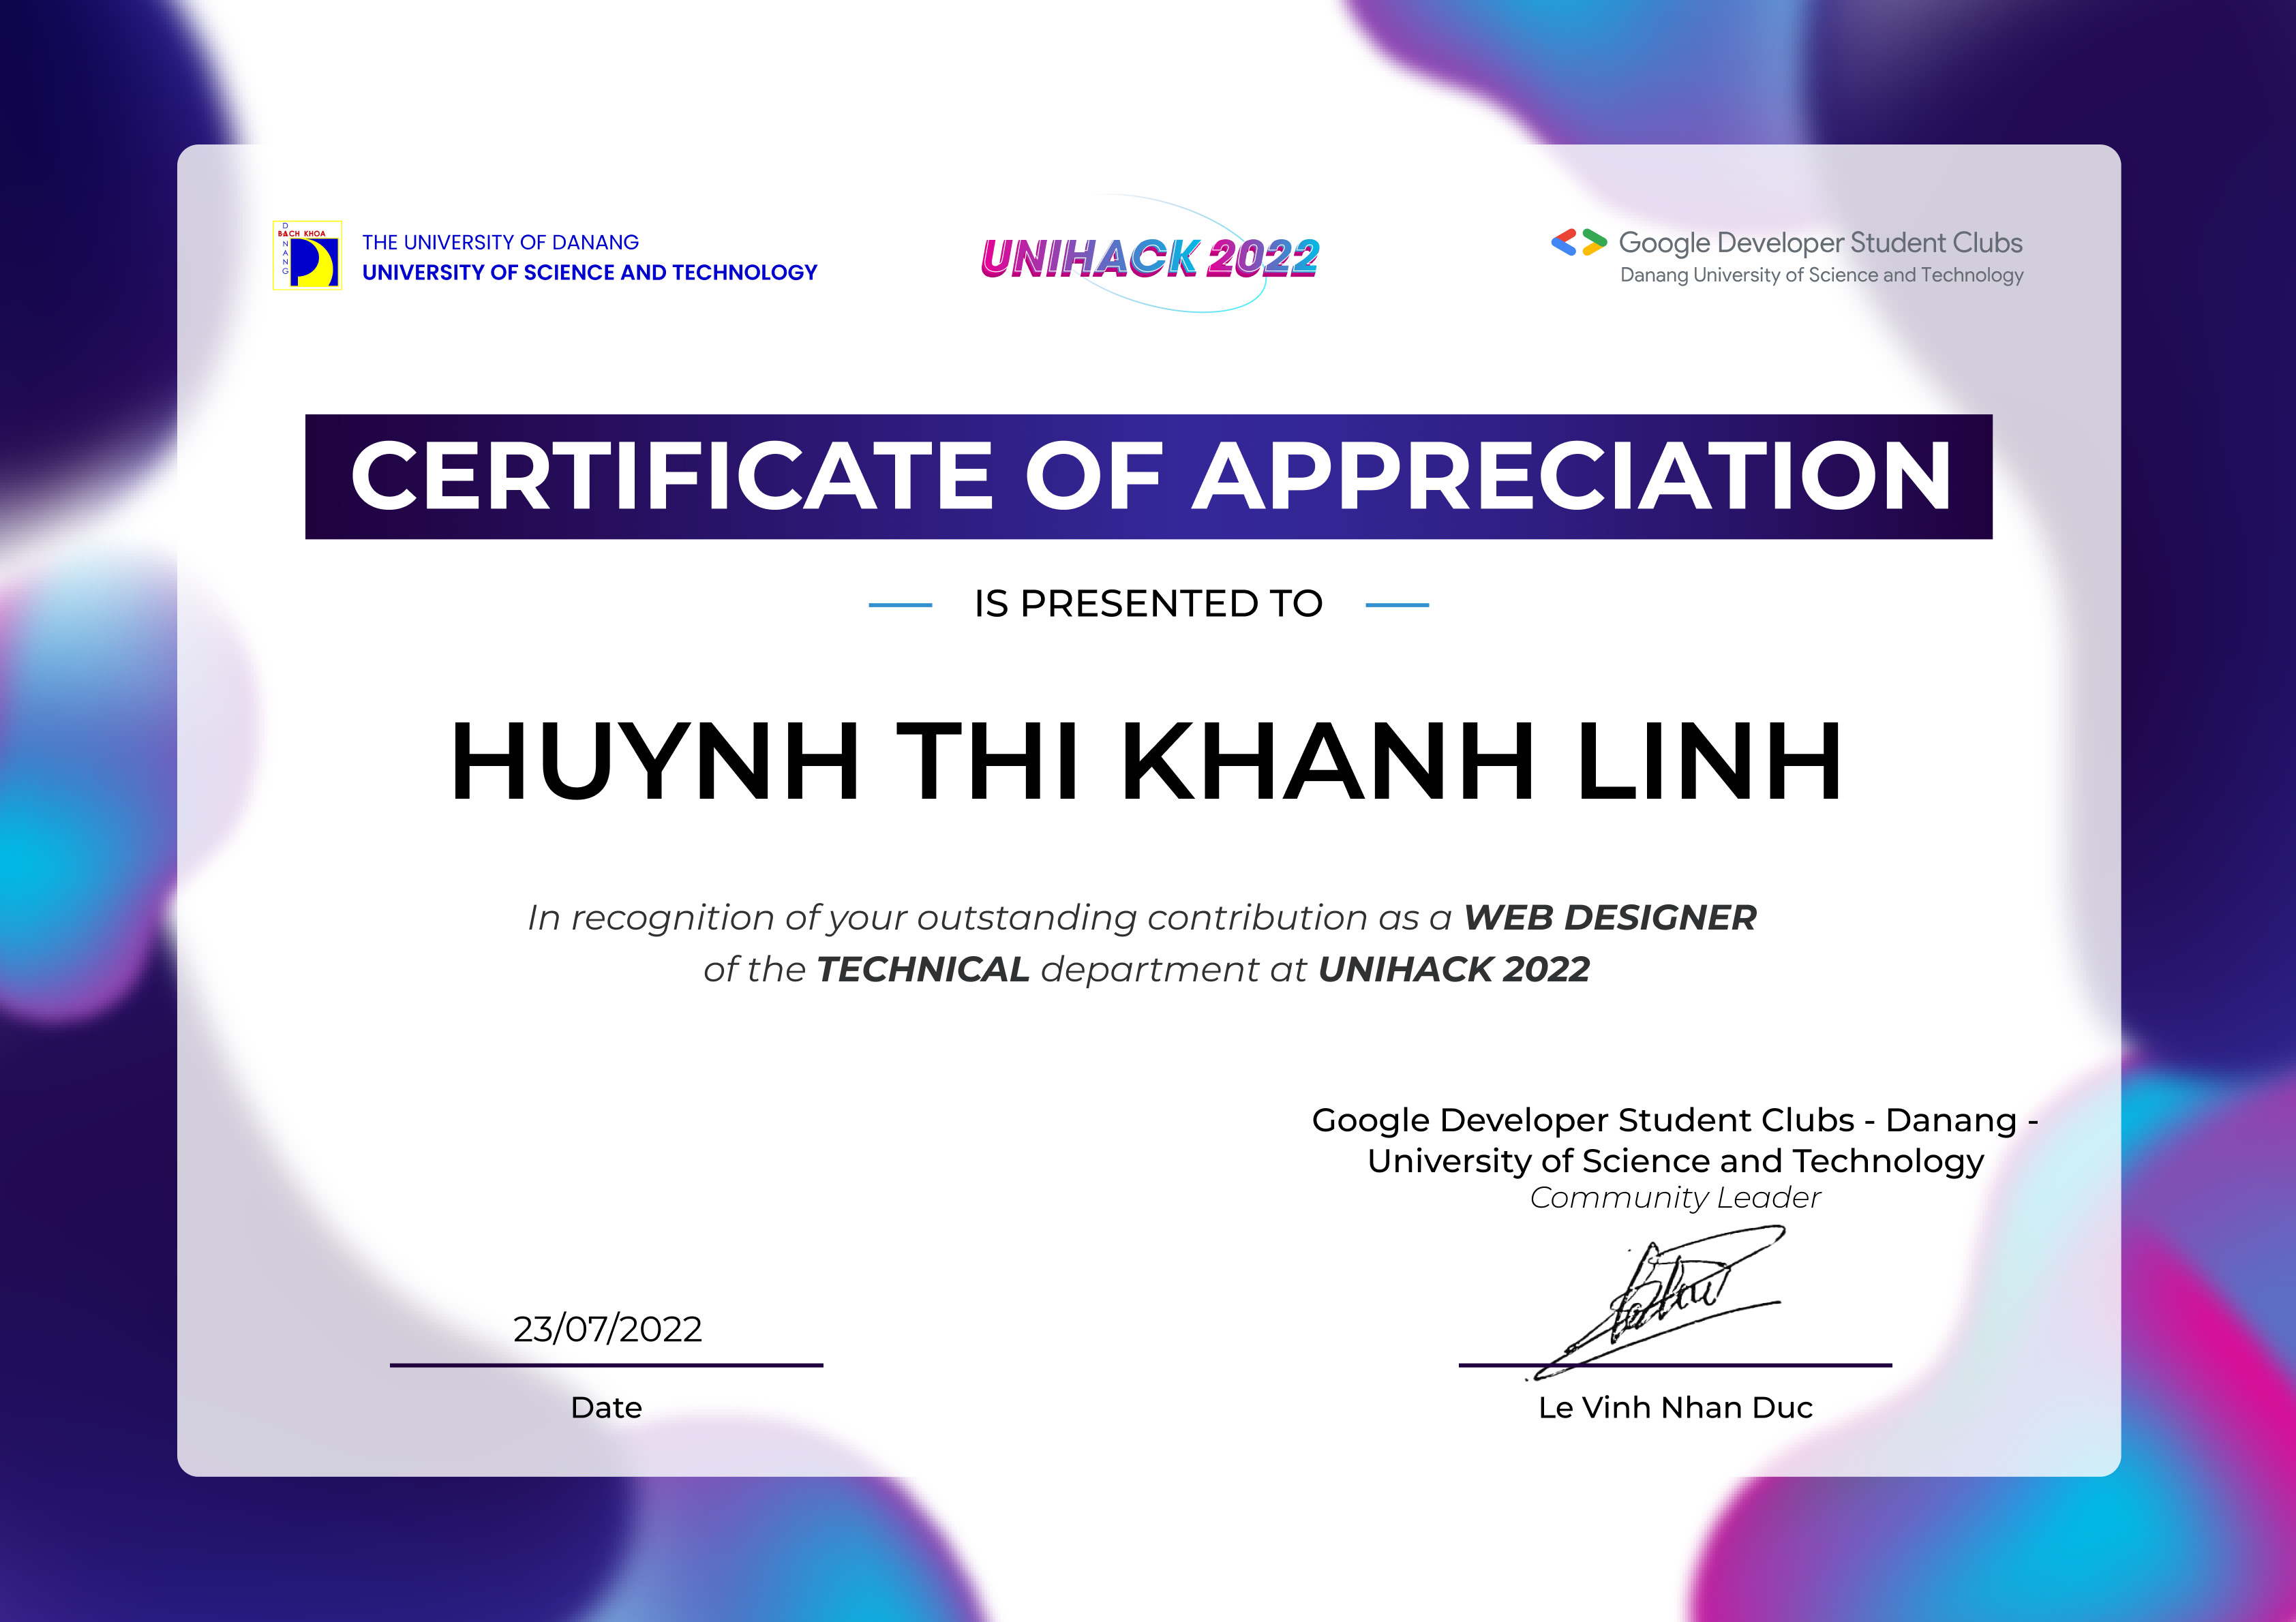 DANANG
BACH KHOA
THE UNIVERSITY OF DANANG
UNIVERSITY OF SCIENCE AND TECHNOLOGY
UNIHACK 2022
Google Developer Student Clubs
Danang University of Science and Technology
CERTIFICATE OF APPRECIATION
IS PRESENTED TO
HUYNH THI KHANH LINH
In recognition of your outstanding contribution as a WEB DESIGNER
of the TECHNICAL department at UNIHACK 2022
Google Developer Student Clubs - Danang -
University of Science and Technology
Community Leader
23/07/2022
Date
Le Vinh Nhan Duc